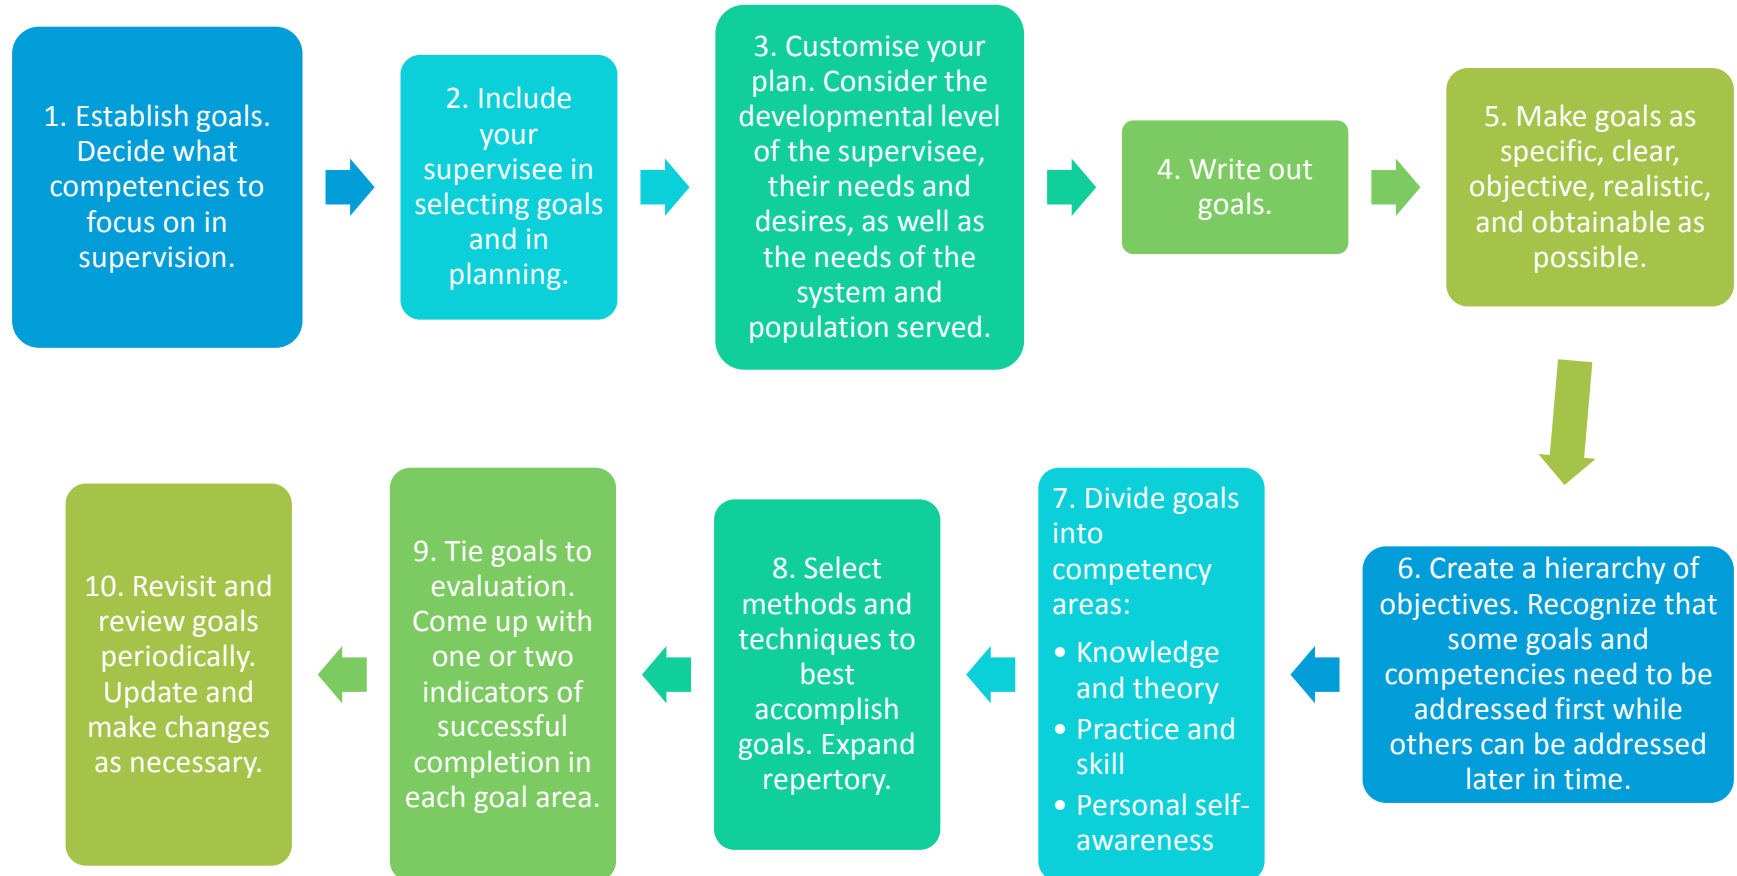 1. Establish goals.
Decide what
competencies to
focus on in
supervision.
2. Include
your
supervisee in
selecting goals
and in
planning.
3. Customise your
plan. Consider the
developmental level
of the supervisee,
their needs and
desires, as well as
the needs of the
system and
population served.
4. Write out
goals.
5. Make goals as
specific, clear,
objective, realistic,
and obtainable as
possible.
6. Create a hierarchy of
objectives. Recognize that
some goals and
competencies need to be
addressed first while
others can be addressed
later in time.
7. Divide goals
into
competency
areas:
• Knowledge
and theory
• Practice and
skill
• Personal self-
awareness
8. Select
methods and
techniques to
best
accomplish
goals. Expand
repertory.
9. Tie goals to
evaluation.
Come up with
one or two
indicators of
successful
completion in
each goal area.
10. Revisit and
review goals
periodically.
Update and
make changes
as necessary.